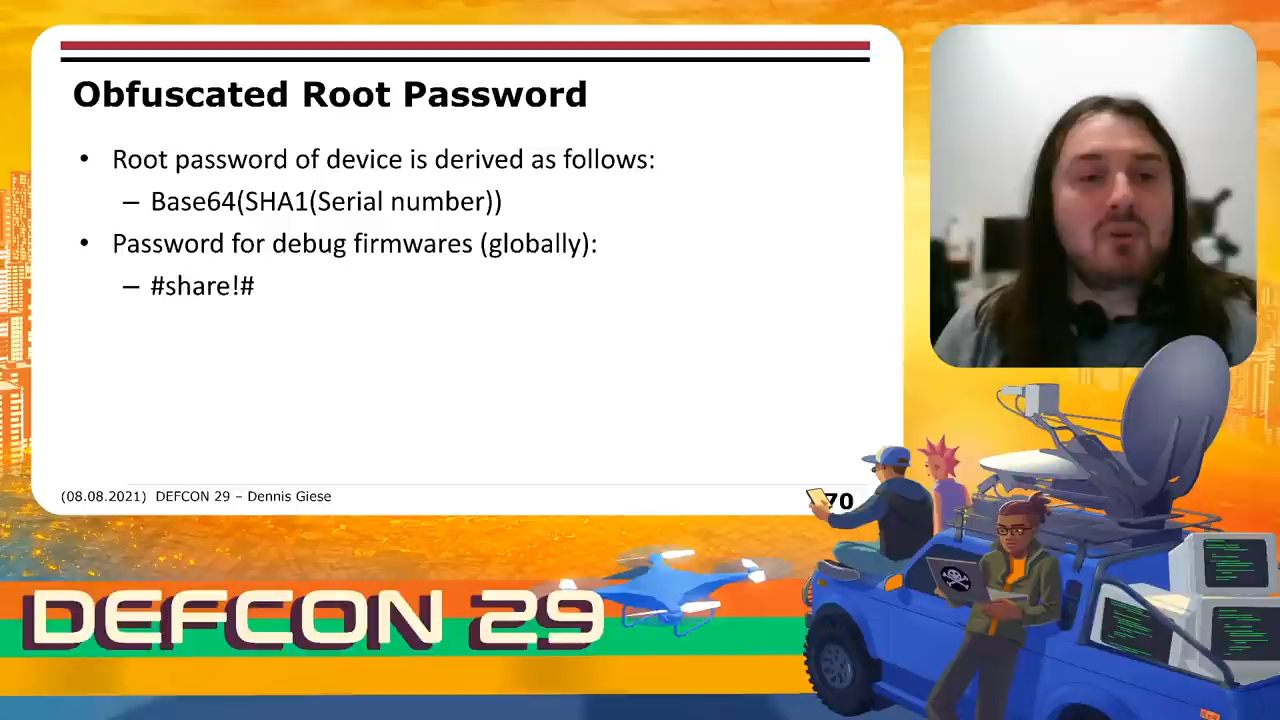 Obfuscated Root Password
• Root password of device is derived as follows:
– Base64(SHA1(Serial number))
• Password for debug firmwares (globally):
– #share!#
(08.08.2021) DEFCON 29 – Dennis Giese
70
DEFCON 29